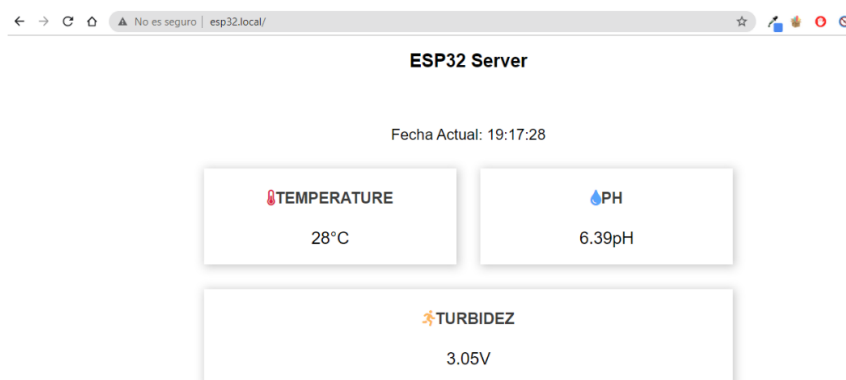 No es seguro | esp32.local/
ESP32 Server
Fecha Actual: 19:17:28
TEMPERATURE
28°C
PH
6.39pH
TURBIDEZ
3.05V